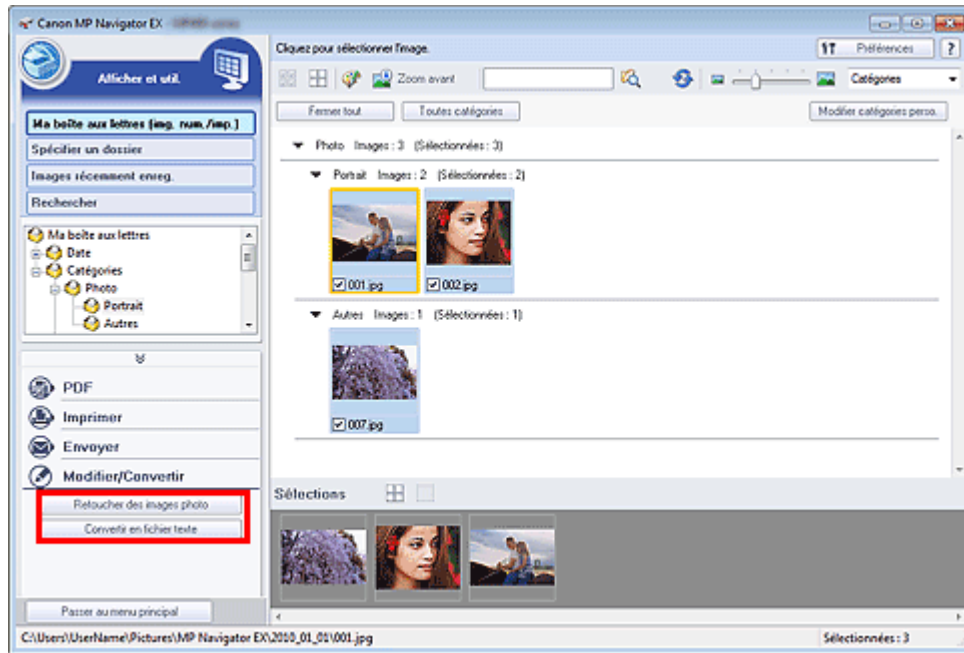 Canon MP Navigator EX
Cliquez pour sélectionner l'image.
Préférences
?
Afficher et util.
Zoom avant
Catégories
Fermer tout
Toutes catégories
Modifier catégories perso.
Ma boîte aux lettres (img. num./imp.)
Spécifier un dossier
Images récemment enreg.
Rechercher
Ma boîte aux lettres
Date
Catégories
Photo
Portrait
Autres
Photo Images : 3 (Sélectionnées : 3)
Portrait Images : 2 (Sélectionnées : 2)
001.jpg
002.jpg
Autres Images : 1 (Sélectionnées : 1)
007.jpg
PDF
Imprimer
Envoyer
Modifier/Convertir
Retoucher des images photo
Convertir en fichier texte
Passer au menu principal
Sélections
C:\Users\UserName\Pictures\MP Navigator EX\2010_01_01\001.jpg
Sélectionnées : 3